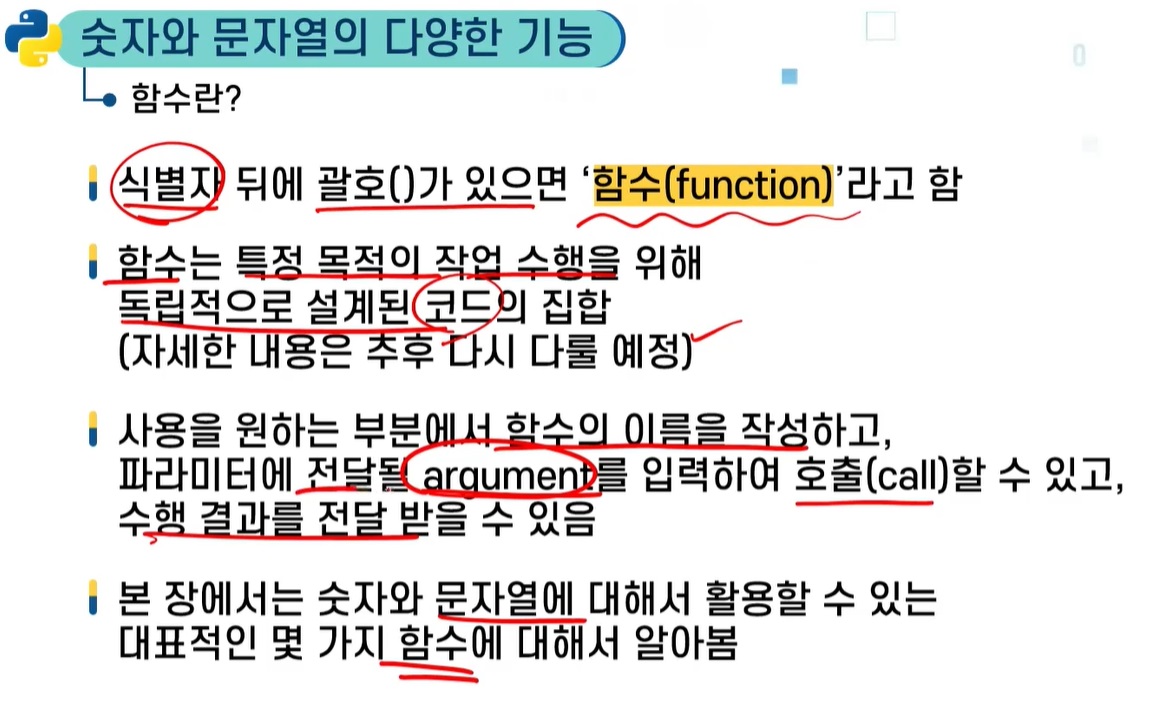 숫자와 문자열의 다양한 기능
함수란?
식별자 뒤에 괄호()가 있으면 ‘함수(function)’라고 함
함수는 특정 목적의 작업 수행을 위해
독립적으로 설계된 코드의 집합
(자세한 내용은 추후 다시 다룰 예정)
사용을 원하는 부분에서 함수의 이름을 작성하고,
파라미터에 전달될 argument를 입력하여 호출(call)할 수 있고,
수행 결과를 전달 받을 수 있음
본 장에서는 숫자와 문자열에 대해서 활용할 수 있는
대표적인 몇 가지 함수에 대해서 알아봄